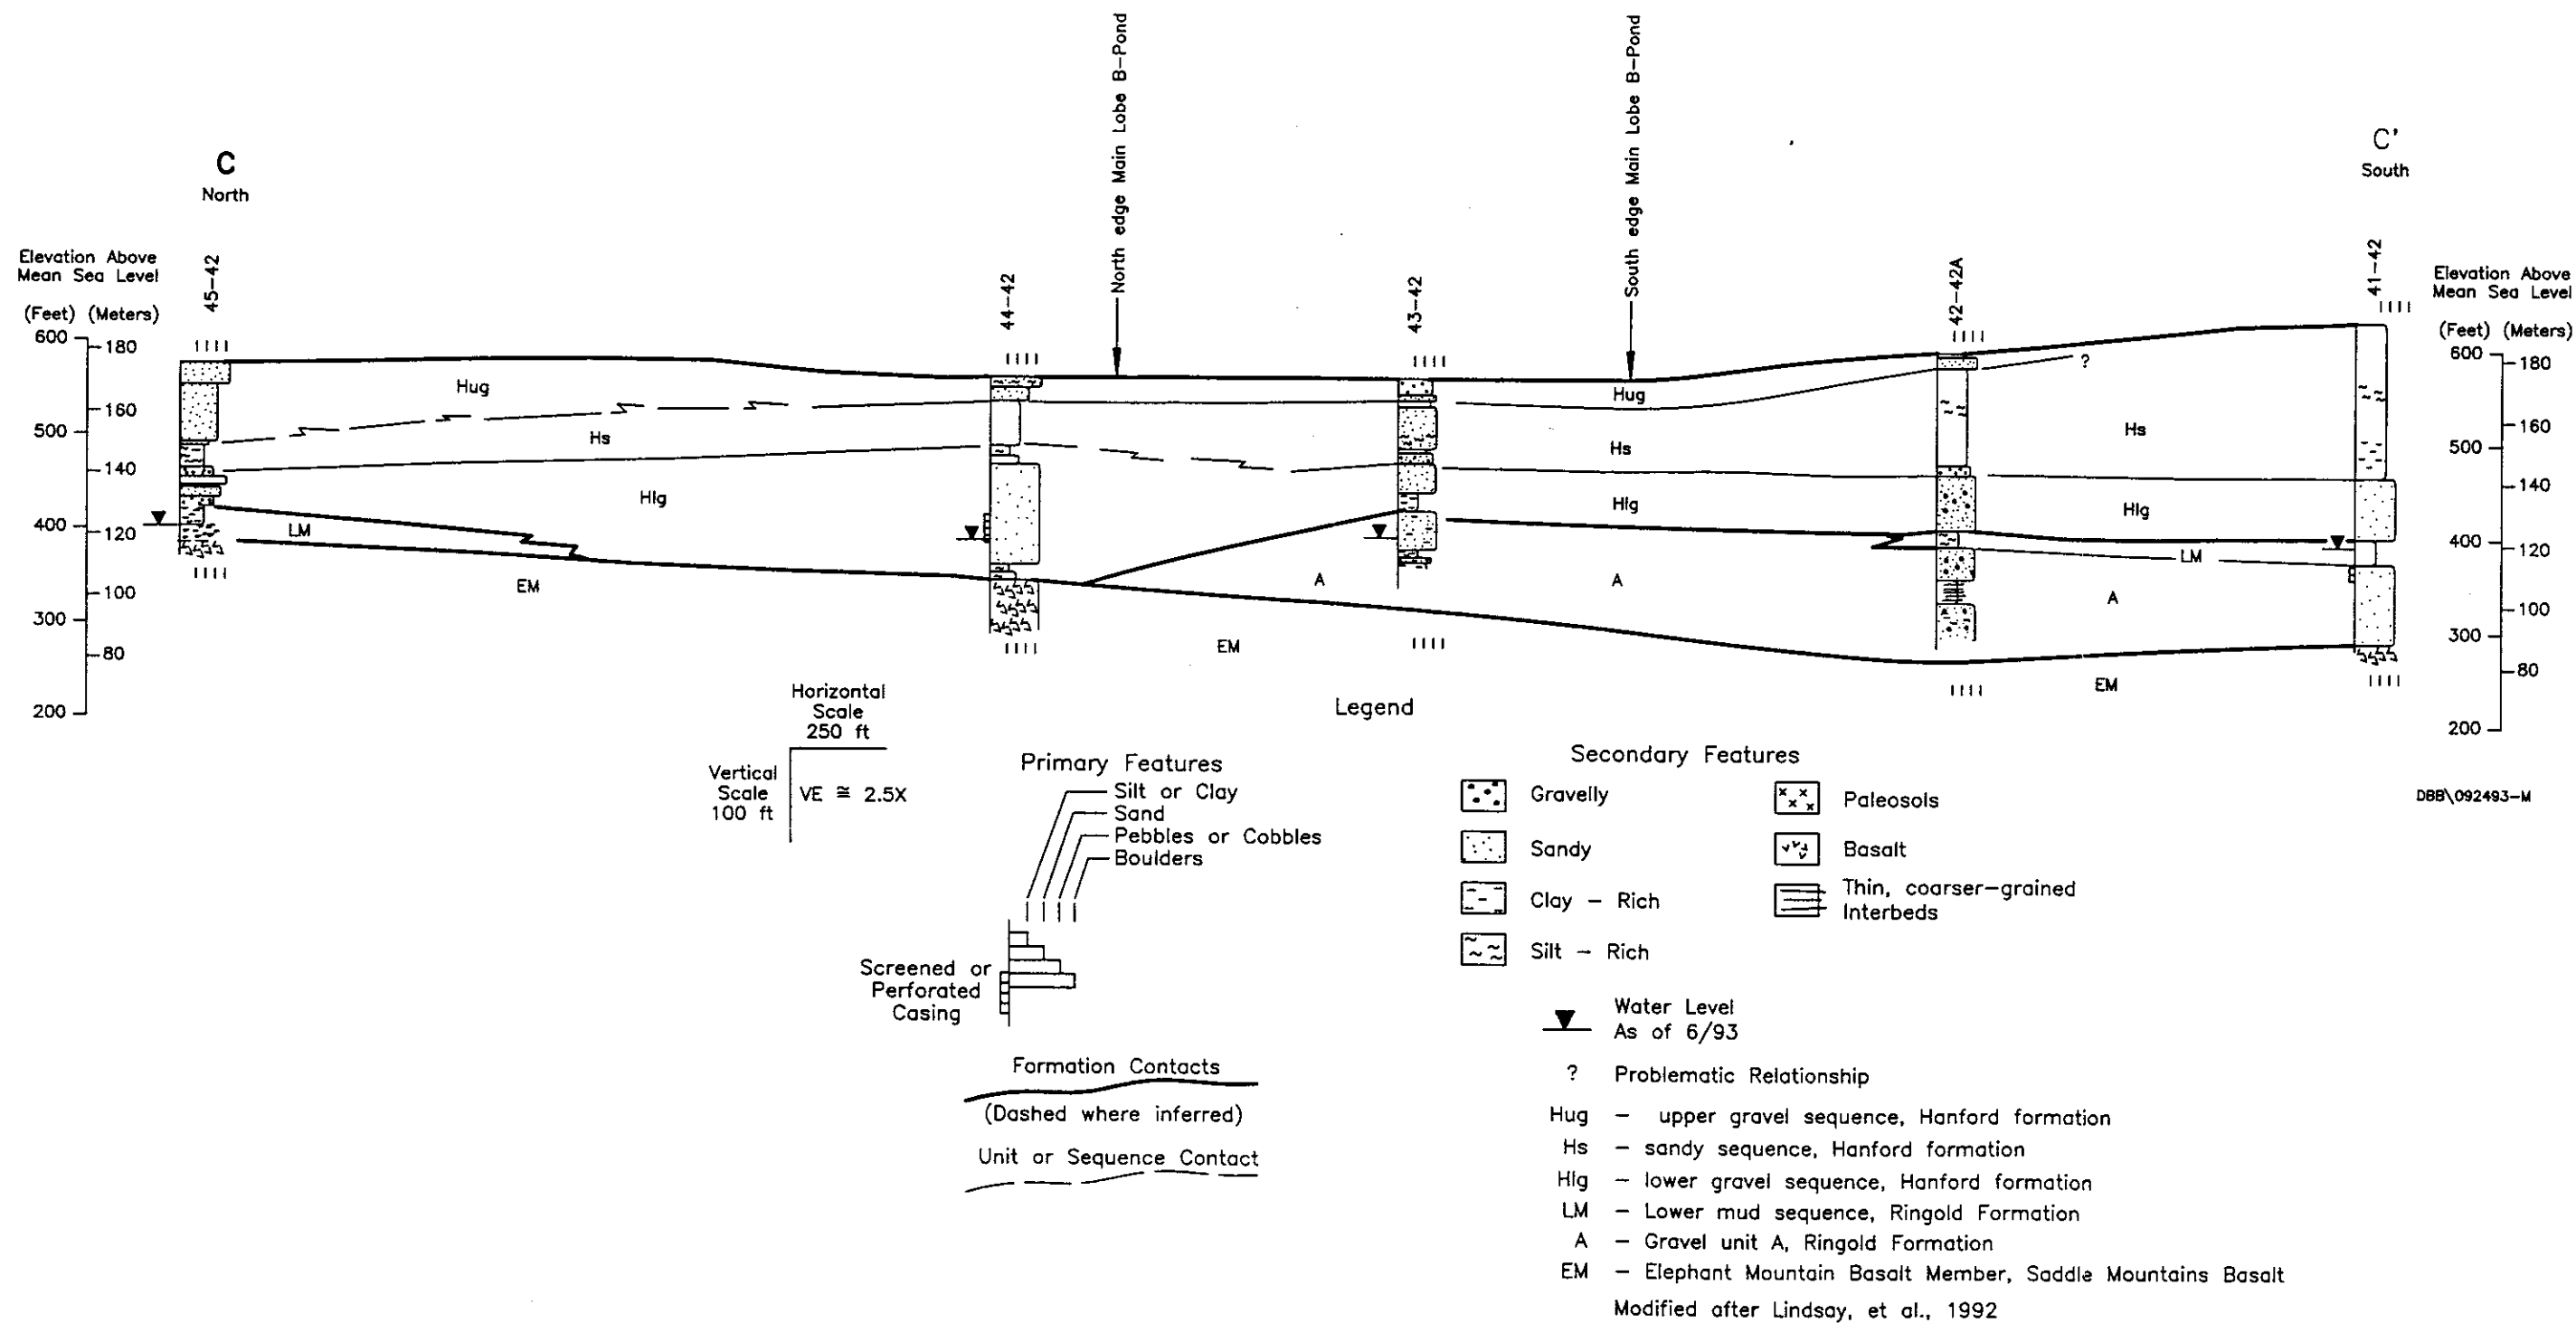 North edge Main Lobe B-Pond
South edge Main Lobe B-Pond
C
North
C'
South
Elevation Above
Mean Sea Level
(Feet) (Meters)
45-42
44-42
43-42
42-42A
41-42
Elevation Above
Mean Sea Level
(Feet) (Meters)
600
180
160
500
140
400
120
100
300
80
200
600
180
160
500
140
400
120
100
300
80
200
Hug
Hs
Hlg
LM
EM
Hug
Hs
Hlg
A
A
EM
?
Hs
Hlg
LM
A
EM
Horizontal
Scale
250 ft
Vertical
Scale
100 ft
VE ≅ 2.5X
Legend
Primary Features
Silt or Clay
Sand
Pebbles or Cobbles
Boulders
Screened or
Perforated
Casing
Formation Contacts
(Dashed where inferred)
Unit or Sequence Contact
Secondary Features
Gravelly
Sandy
Clay – Rich
Silt – Rich
Paleosols
Basalt
Thin, coarser-grained
Interbeds
DBB\092493-M
Water Level
As of 6/93
? Problematic Relationship
Hug – upper gravel sequence, Hanford formation
Hs – sandy sequence, Hanford formation
Hlg – lower gravel sequence, Hanford formation
LM – Lower mud sequence, Ringold Formation
A – Gravel unit A, Ringold Formation
EM – Elephant Mountain Basalt Member, Saddle Mountains Basalt
Modified after Lindsay, et al., 1992